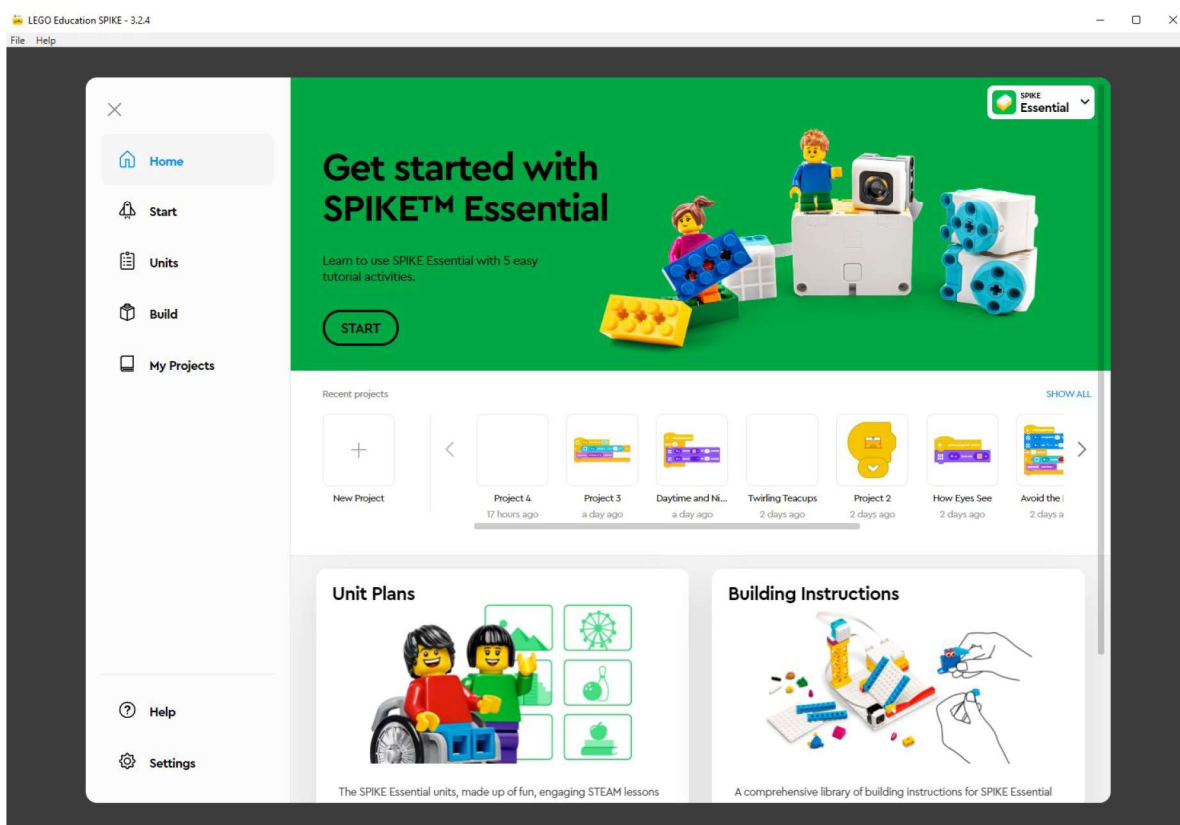 LEGO Education SPIKE - 3.2.4
File Help
Home
Start
Units
Build
My Projects
Help
Settings
SPIKE
Essential
Get started with
SPIKE™ Essential
Learn to use SPIKE Essential with 5 easy
tutorial activities.
START
Recent projects
SHOW ALL
New Project
Project 4
17 hours ago
Project 3
a day ago
Daytime and Ni...
a day ago
Twirling Teacups
2 days ago
Project 2
2 days ago
How Eyes See
2 days ago
Avoid the
2 days a
Unit Plans
The SPIKE Essential units, made up of fun, engaging STEAM lessons
Building Instructions
A comprehensive library of building instructions for SPIKE Essential